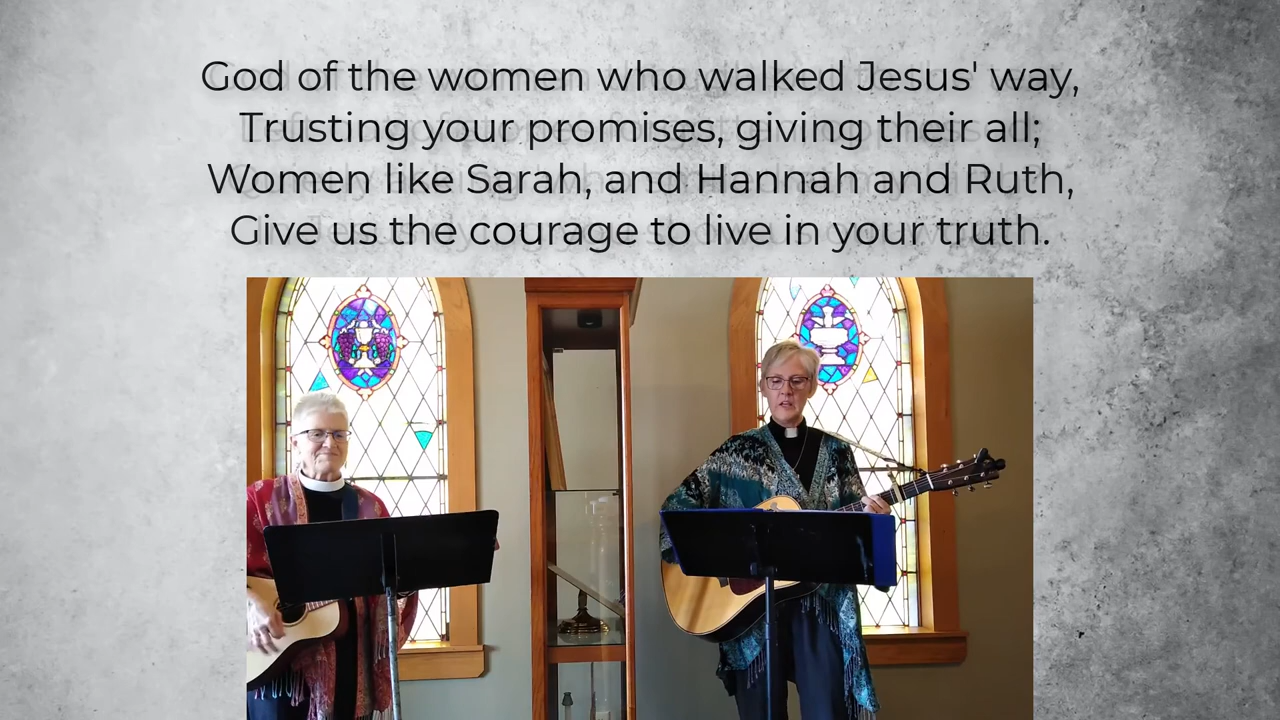 God of the women who walked Jesus' way,
Trusting your promises, giving their all;
Women like Sarah, and Hannah and Ruth,
Give us the courage to live in your truth.